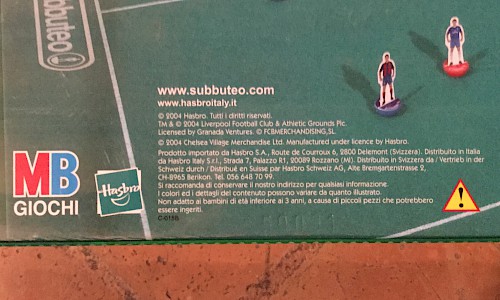 subbuteo
www.subbuteo.com
www.hasbroitaly.it
© 2004 Hasbro. Tutti i diritti riservati.
TM & © 2004 Liverpool Football Club & Athletic Grounds Plc.
Licensed by Granada Ventures. © FCBMERCHANDISING,SL.
© 2004 Chelsea Village Merchandise Ltd. Manufactured under licence by Hasbro.
Prodotto importato da Hasbro S.A., Route de Courroux 6, 2800 Delemont (Svizzera). Distribuito in Italia
da Hasbro Italy S.r.l., Strada 7, Palazzo R1, 20089 Rozzano (MI). Distribuito in Svizzera da / Vertrieb in der
Schweiz durch / Distribué en Suisse par Hasbro Schweiz AG, Alte Bremgartenstrasse 2,
CH-8965 Berikon. Tel. 056 648 70 99.
Si raccomanda di conservare il nostro indirizzo per qualsiasi informazione.
I colori ed i dettagli del contenuto possono variare da quanto illustrato.
Non adatto ai bambini di età inferiore ai 3 anni, a causa di piccoli pezzi che potrebbero
essere ingeriti.
MB
GIOCHI
Hasbro
!